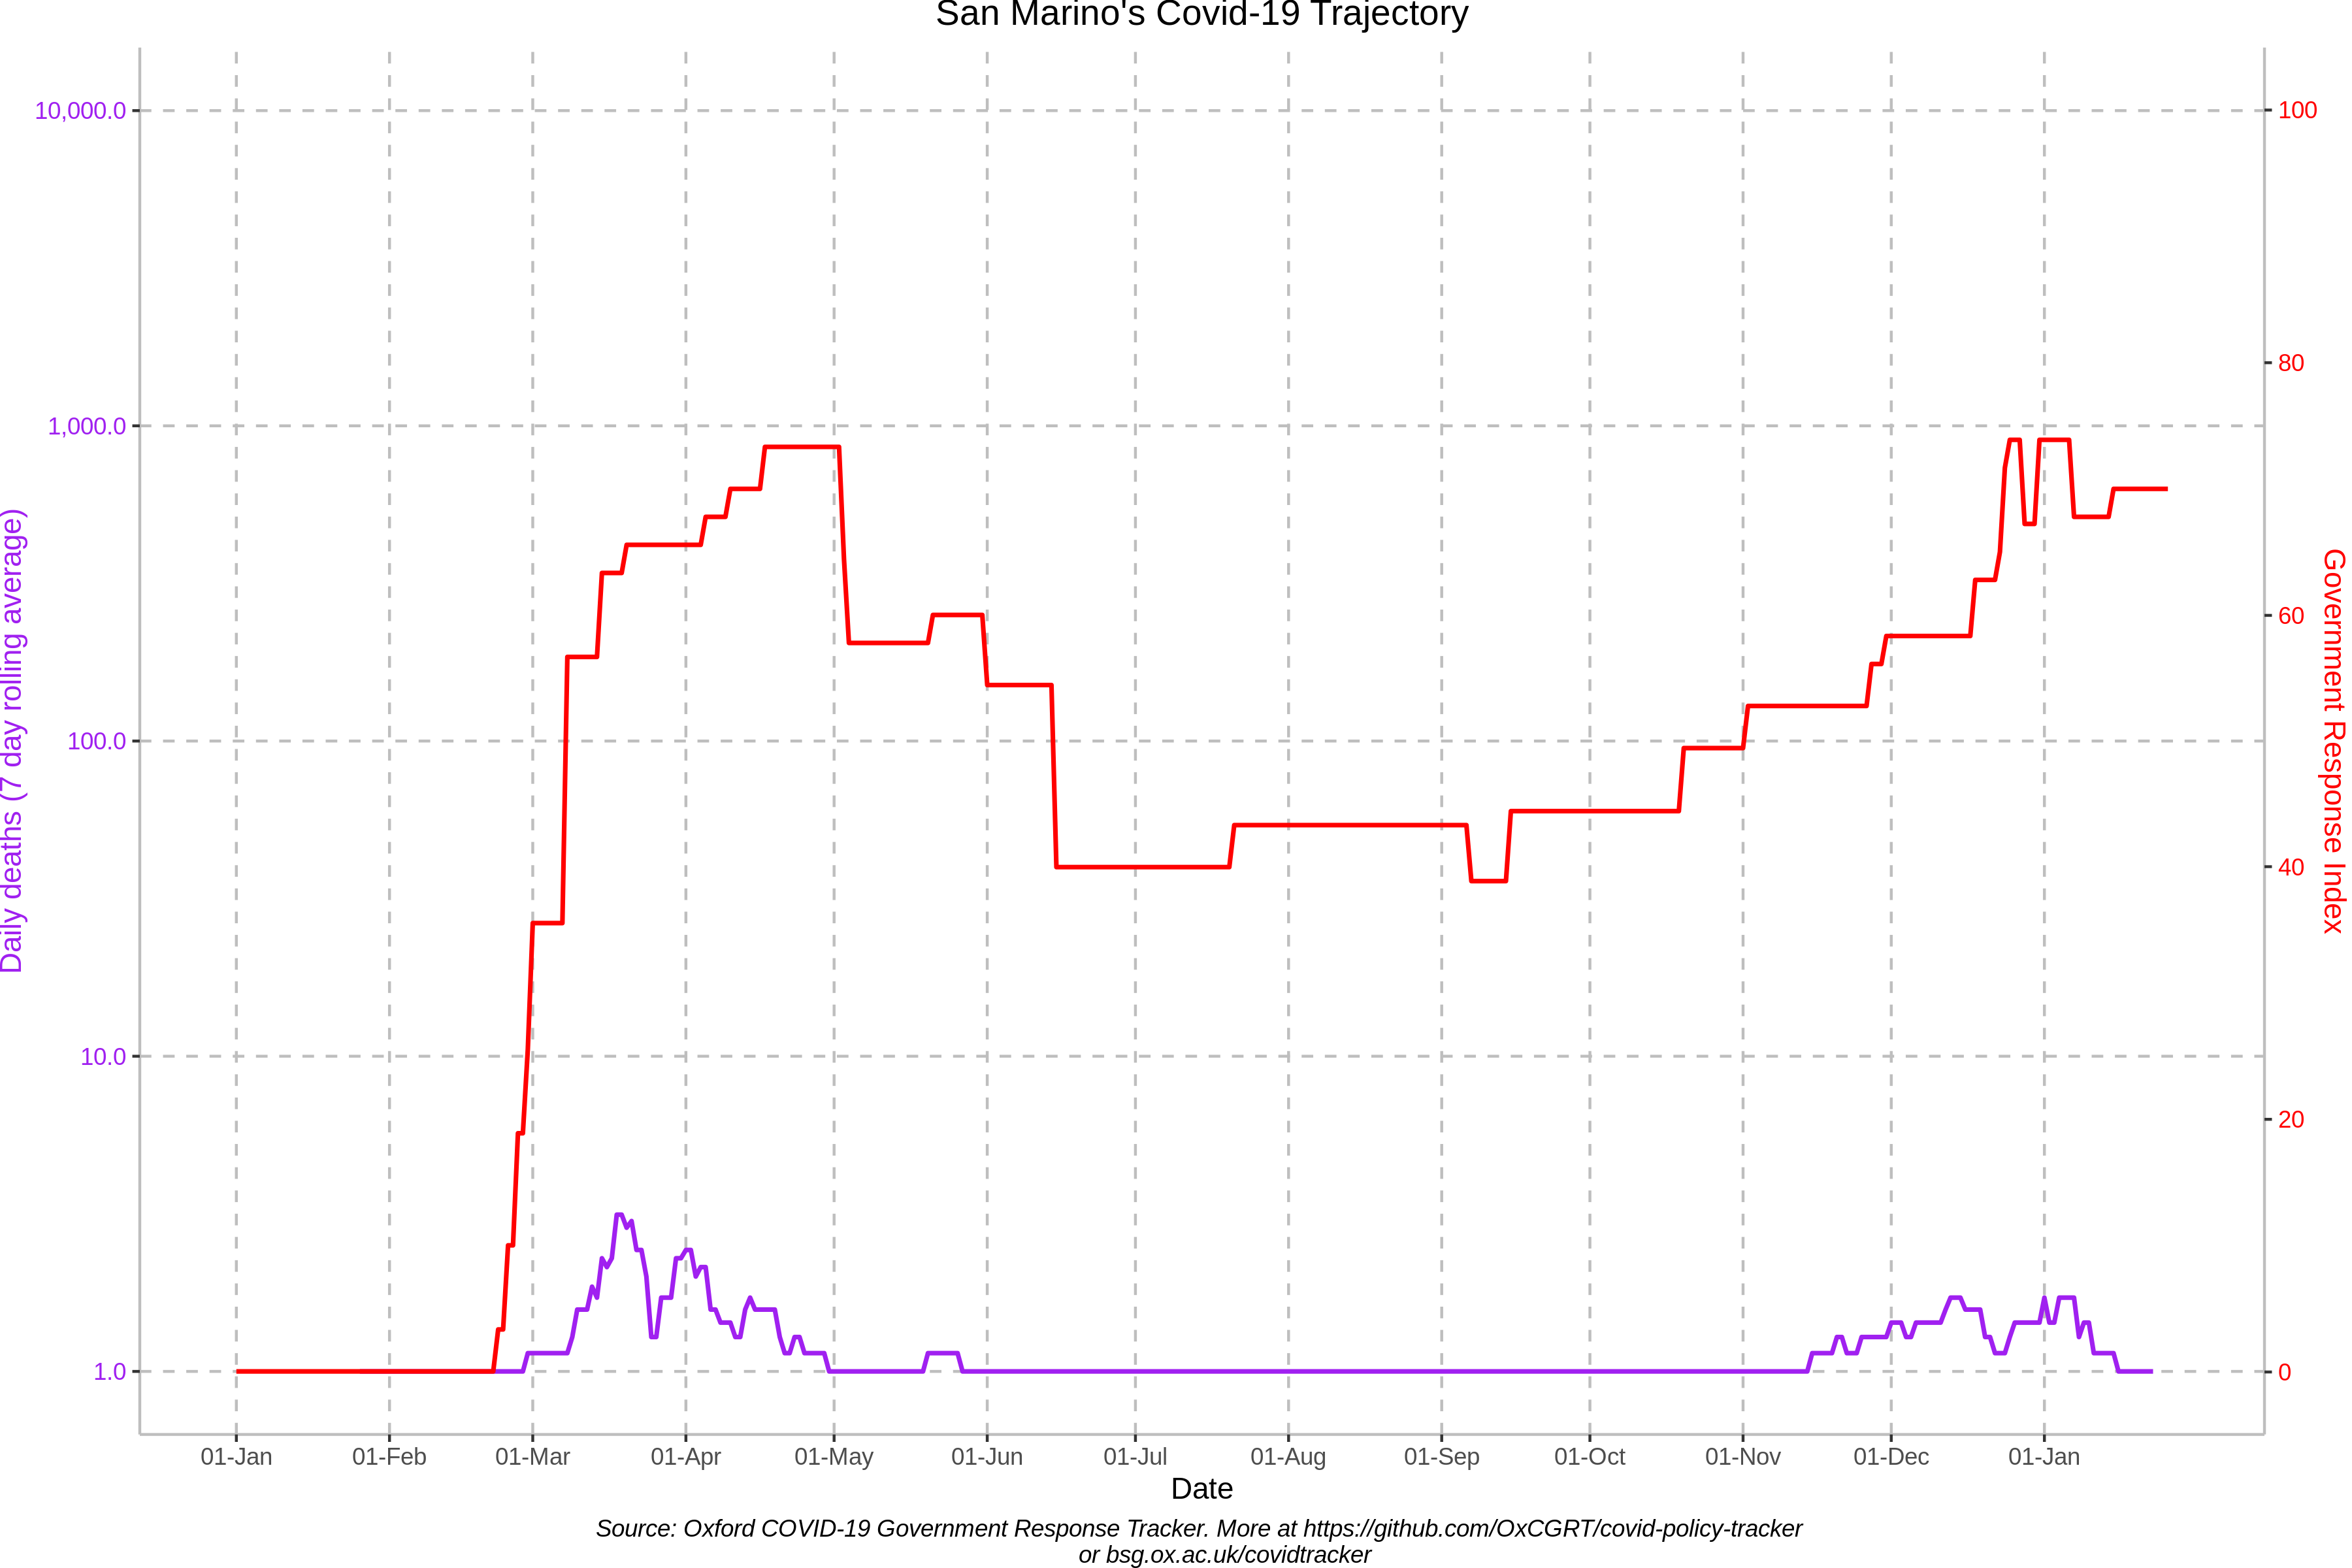 San Marino's Covid-19 Trajectory
Daily deaths (7 day rolling average)
10,000.0
1,000.0
100.0
10.0
1.0
100
80
60
40
20
0
Government Response Index
01-Jan 01-Feb 01-Mar 01-Apr 01-May 01-Jun 01-Jul 01-Aug 01-Sep 01-Oct 01-Nov 01-Dec 01-Jan
Date
Source: Oxford COVID-19 Government Response Tracker. More at https://github.com/OxCGRT/covid-policy-tracker
or bsg.ox.ac.uk/covidtracker